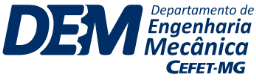 DEM
Departamento de
Engenharia
Mecânica
CEFET-MG